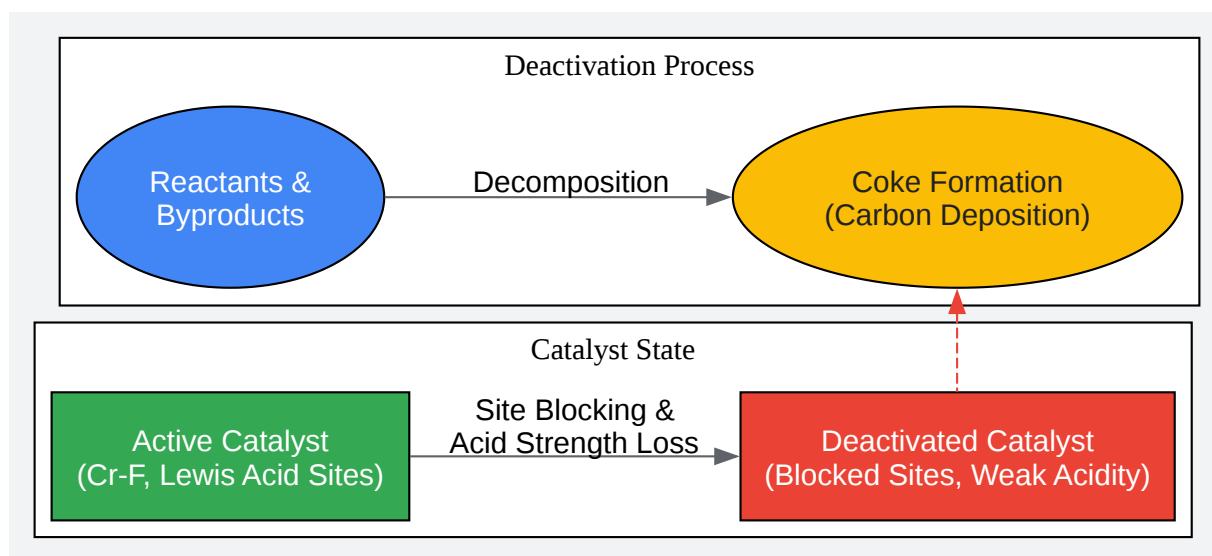 Deactivation Process
Reactants &
Byproducts
Decomposition
Coke Formation
(Carbon Deposition)
Catalyst State
Active Catalyst
(Cr-F, Lewis Acid Sites)
Site Blocking &
Acid Strength Loss
Deactivated Catalyst
(Blocked Sites, Weak Acidity)